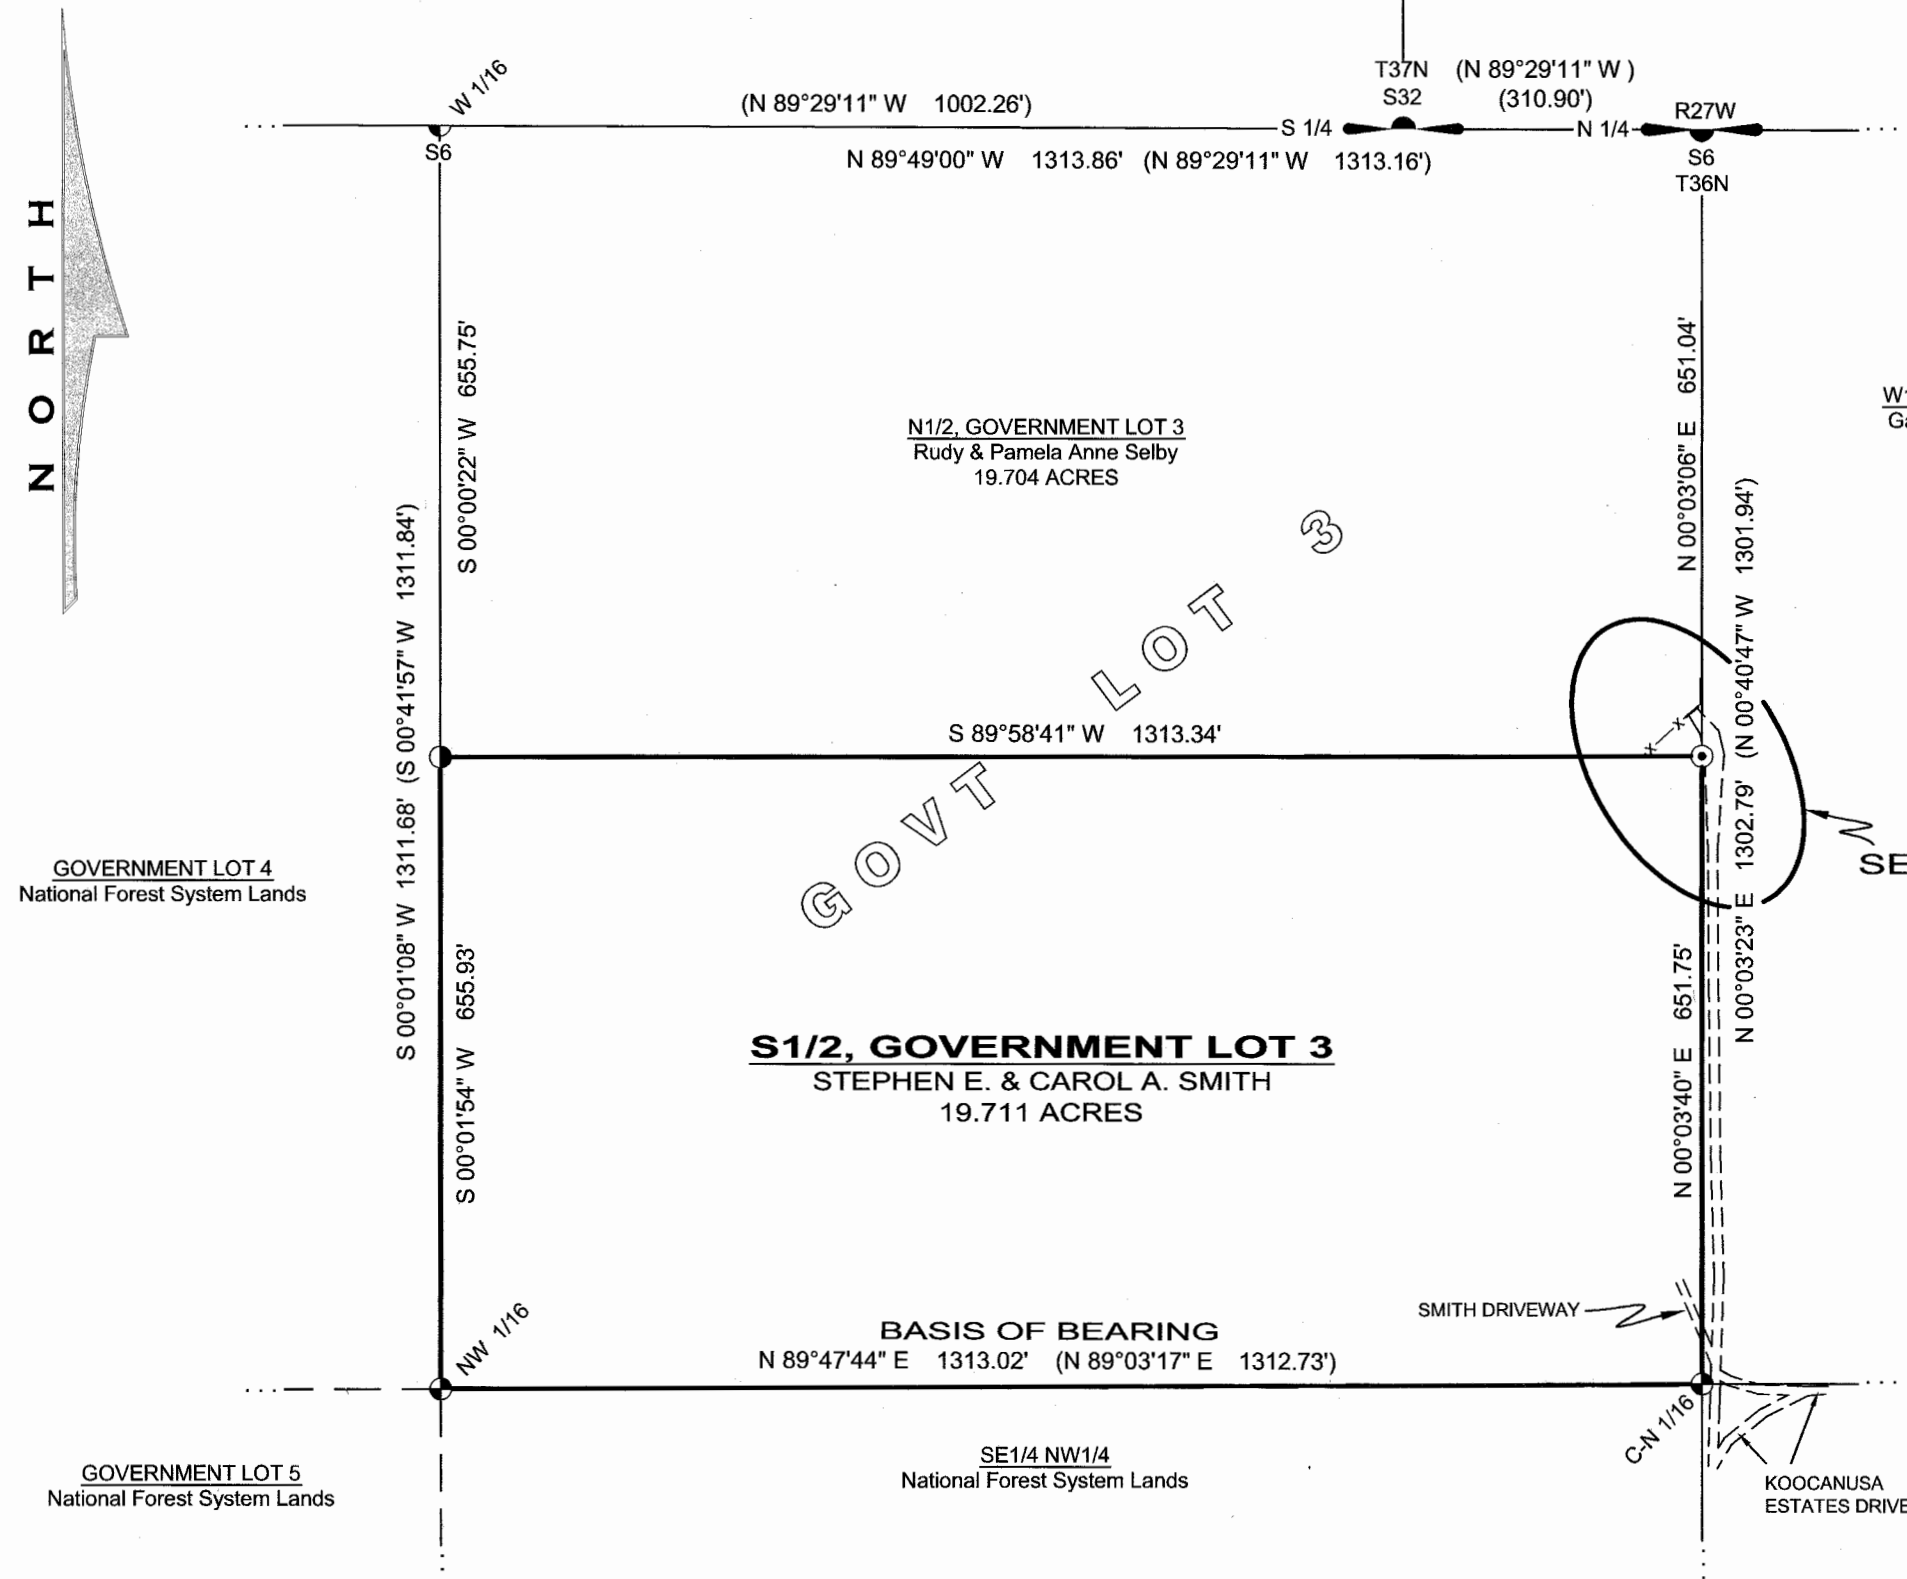 NORTH
W 1/16
S6
(N 89°29'11" W 1002.26')
T37N
S32
(N 89°29'11" W )
(310.90')
R27W
S 1/4
N 1/4
S6
T36N
N 89°49'00" W 1313.86' (N 89°29'11" W 1313.16')
S 00°00'22" W 655.75'
N 00°03'06" E 651.04'
N1/2, GOVERNMENT LOT 3
Rudy & Pamela Anne Selby
19.704 ACRES
S 00°01'08" W 1311.68' (S 00°41'57" W 1311.84')
N 00°03'23" E 1302.79' (N 00°40'47" W 1301.94')
GOVT LOT 3
S 89°58'41" W 1313.34'
x
x
GOVERNMENT LOT 4
National Forest System Lands
S 00°01'54" W 655.93'
N 00°03'40" E 651.75'
S1/2, GOVERNMENT LOT 3
STEPHEN E. & CAROL A. SMITH
19.711 ACRES
SMITH DRIVEWAY
NW 1/16
BASIS OF BEARING
N 89°47'44" E 1313.02' (N 89°03'17" E 1312.73')
C-N 1/16
SE1/4 NW1/4
National Forest System Lands
GOVERNMENT LOT 5
National Forest System Lands
KOOCANUSA
ESTATES DRIVE